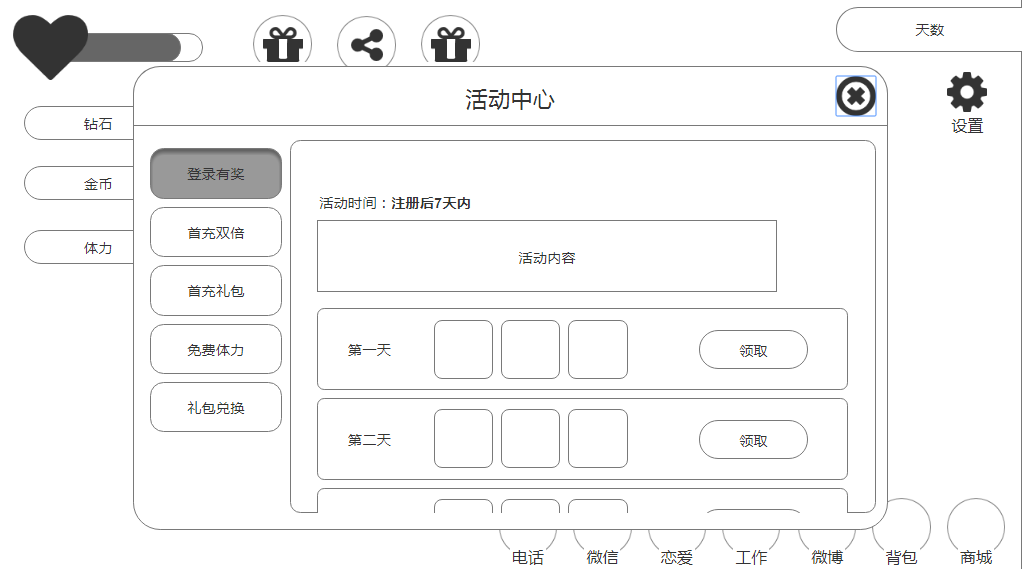 天数
活动中心
设置
钻石
金币
体力
登录有奖
首充双倍
首充礼包
免费体力
礼包兑换
活动时间：注册后7天内
活动内容
第一天
领取
第二天
领取
电话
微信
恋爱
工作
微博
背包
商城